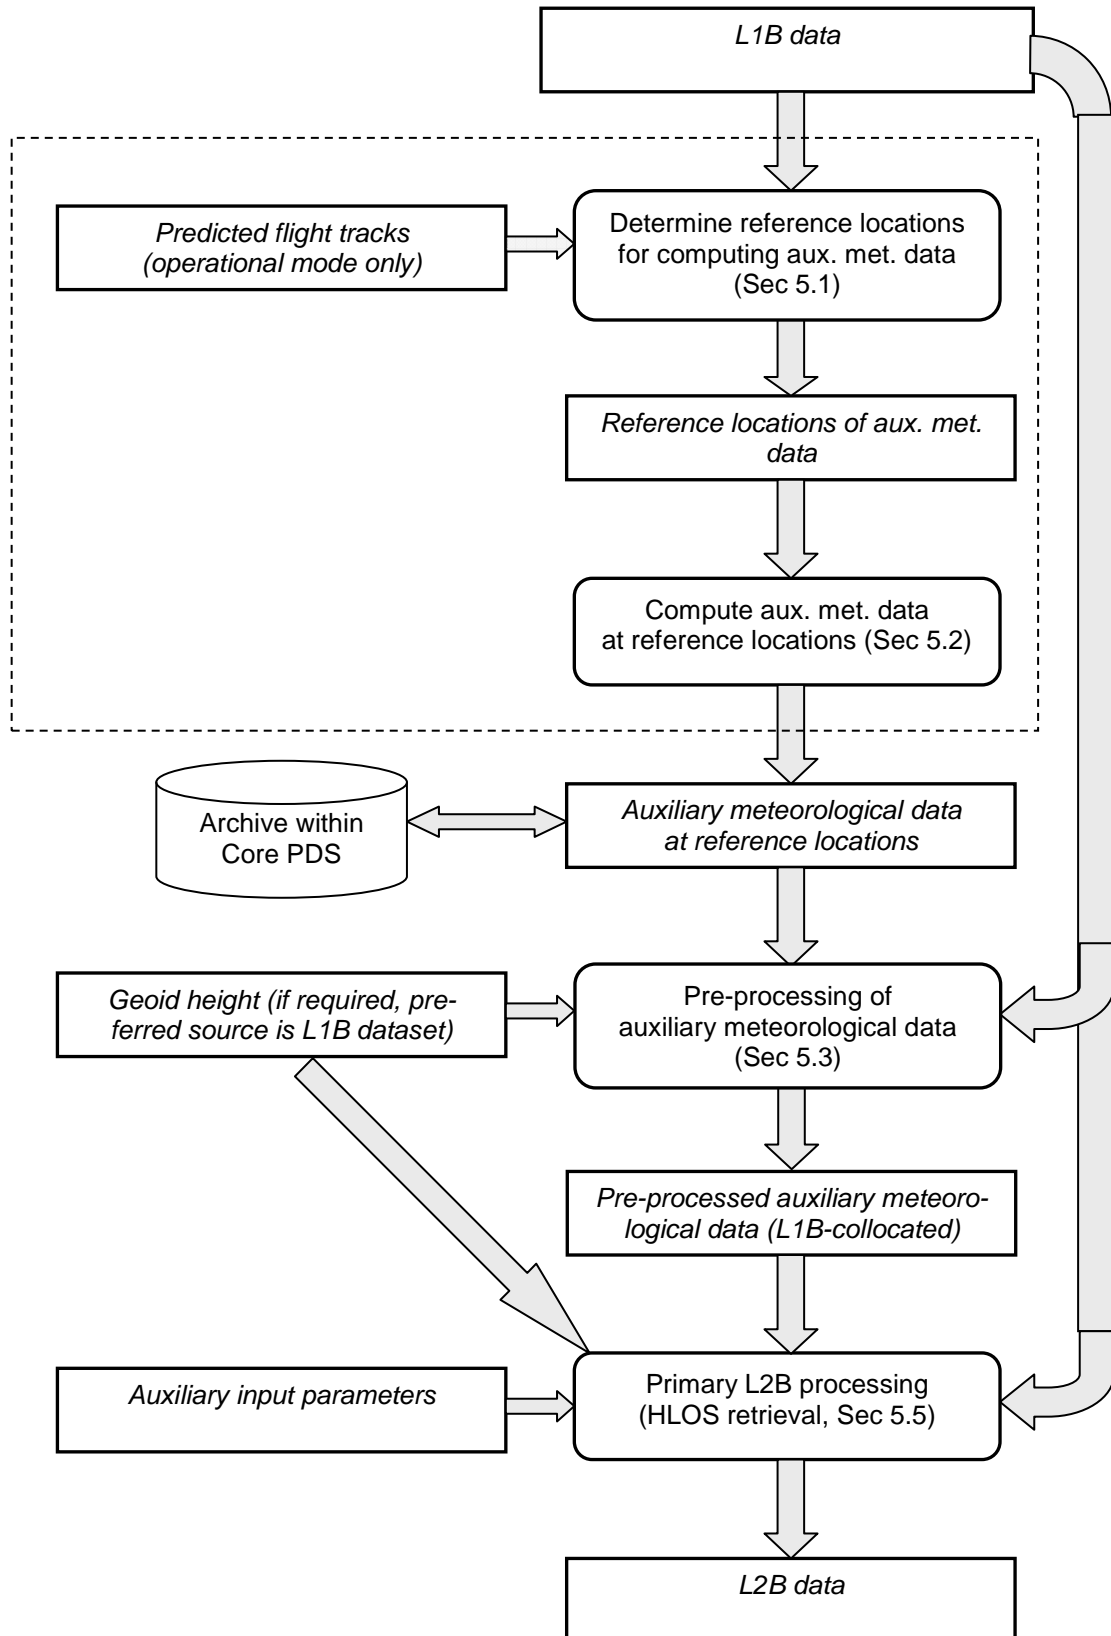 L1B data
Predicted flight tracks
(operational mode only)
Determine reference locations
for computing aux. met. data
(Sec 5.1)
Reference locations of aux. met.
data
Compute aux. met. data
at reference locations (Sec 5.2)
Archive within
Core PDS
Auxiliary meteorological data
at reference locations
Geoid height (if required, pre-
ferred source is L1B dataset)
Pre-processing of
auxiliary meteorological data
(Sec 5.3)
Pre-processed auxiliary meteoro-
logical data (L1B-collocated)
Auxiliary input parameters
Primary L2B processing
(HLOS retrieval, Sec 5.5)
L2B data